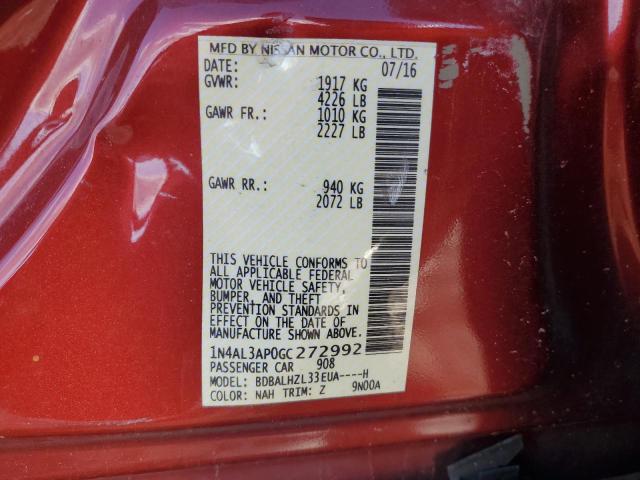 MFD BY NISSAN MOTOR CO., LTD.
DATE: 07/16
GVWR: 1917 KG
4226 LB
GAWR FR.: 1010 KG
2227 LB
GAWR RR.: 940 KG
2072 LB
THIS VEHICLE CONFORMS TO
ALL APPLICABLE FEDERAL
MOTOR VEHICLE SAFETY,
BUMPER, AND THEFT
PREVENTION STANDARDS IN
EFFECT ON THE DATE OF
MANUFACTURE SHOWN ABOVE.
1N4AL3AP0GC272992
PASSENGER CAR 908
MODEL: BDBALHZL33EUA----H
COLOR: NAH TRIM: Z 9N00A